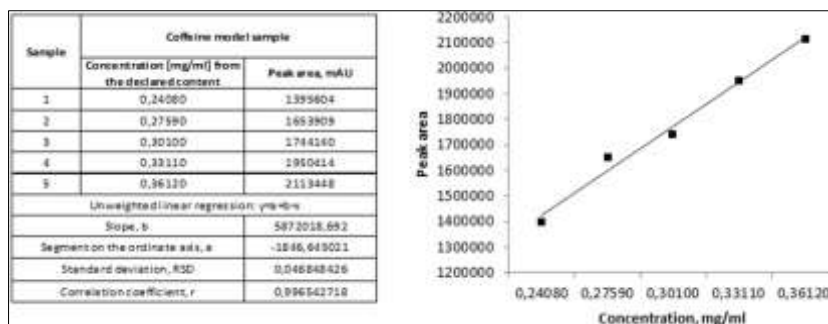 Sample
Coffeine model sample
Concentration [mg/ml] from
the declared content
Peak area, mAU
1 0,24080 1395604
2 0,27590 1653909
3 0,30100 1744160
4 0,33110 1950414
5 0,36120 2113448
Unweighted linear regression: y=a+b·x
Slope, b 5872018,692
Segment on the ordinate axis, a -1846,645021
Standard deviation, RSD 0,046848426
Correlation coefficient, r 0,996542718
2200000
2100000
2000000
1900000
1800000
1700000
1600000
1500000
1400000
1300000
1200000
Peak area
0,24080 0,27590 0,30100 0,33110 0,36120
Concentration, mg/ml